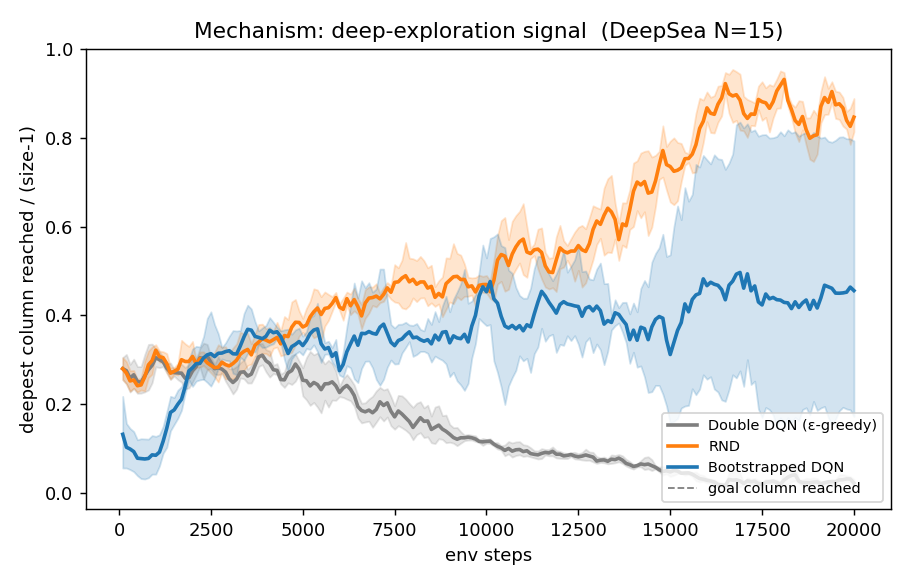 Mechanism: deep-exploration signal (DeepSea N=15)
deepest column reached / (size-1)
1.0
0.8
0.6
0.4
0.2
0.0
Double DQN (ε-greedy)
RND
Bootstrapped DQN
goal column reached
0 2500 5000 7500 10000 12500 15000 17500 20000
env steps